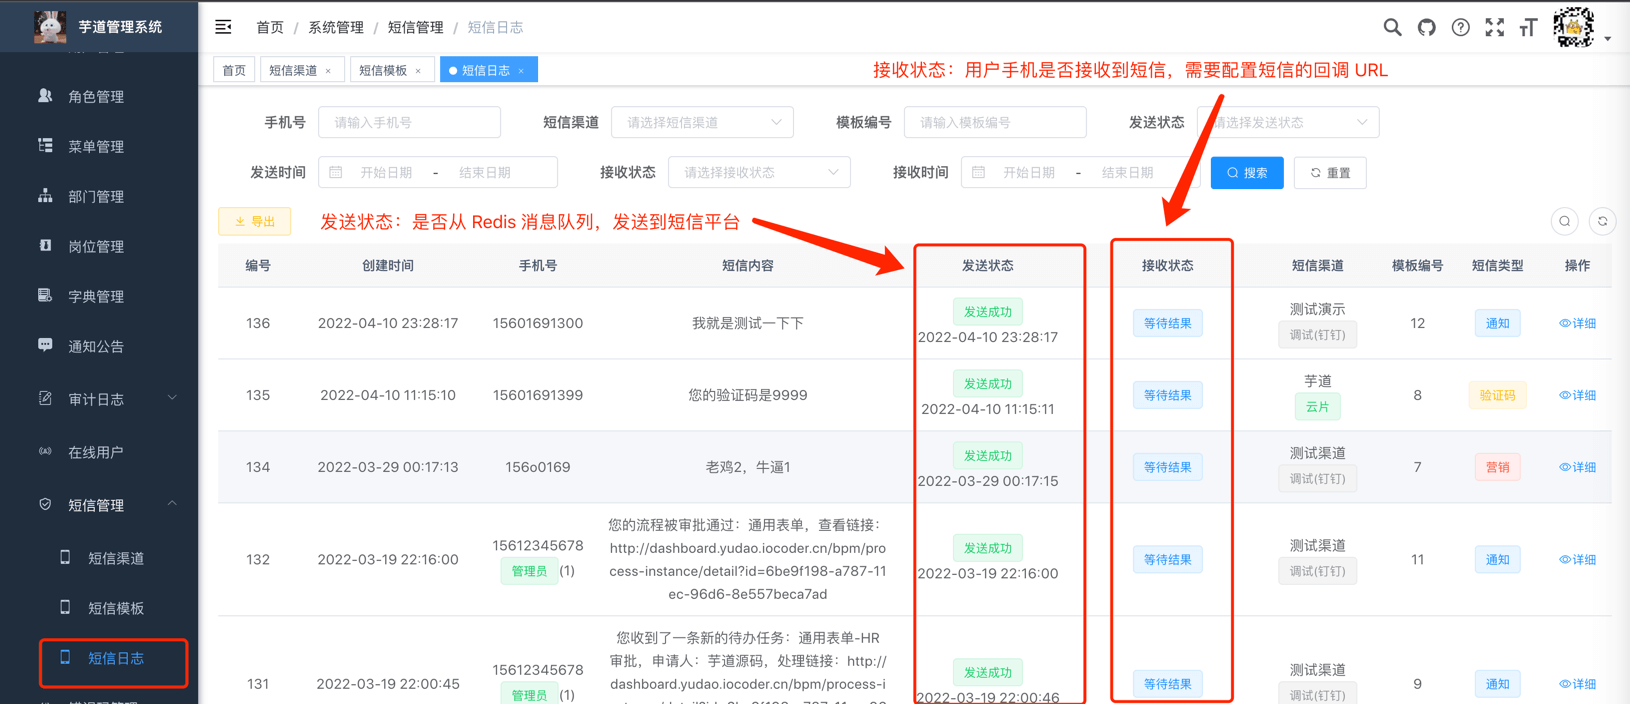 芋道管理系统
首页 / 系统管理 / 短信管理 / 短信日志
首页
短信渠道 ×
短信模板 ×
短信日志 ×
接收状态：用户手机是否接收到短信，需要配置短信的回调 URL
角色管理
菜单管理
部门管理
岗位管理
字典管理
通知公告
审计日志
在线用户
短信管理
短信渠道
短信模板
短信日志
手机号 请输入手机号 短信渠道 请选择短信渠道 模板编号 请输入模板编号 发送状态 请选择发送状态
发送时间 开始日期 - 结束日期 接收状态 请选择接收状态 接收时间 开始日期 - 结束日期 搜索 重置
导出
发送状态：是否从 Redis 消息队列，发送到短信平台
编号 创建时间 手机号 短信内容 发送状态 接收状态 短信渠道 模板编号 短信类型 操作
136 2022-04-10 23:28:17 15601691300 我就是测试一下下 发送成功 等待结果 测试演示 12 通知 详细
2022-04-10 23:28:17 调试(钉钉)
135 2022-04-10 11:15:10 15601691399 您的验证码是9999 发送成功 等待结果 芋道 8 验证码 详细
2022-04-10 11:15:11 云片
134 2022-03-29 00:17:13 156o0169 老鸡2，牛逼1 发送成功 等待结果 测试渠道 7 营销 详细
2022-03-29 00:17:15 调试(钉钉)
132 2022-03-19 22:16:00 15612345678 发送成功 等待结果 测试渠道 11 通知 详细
管理员 (1) 2022-03-19 22:16:00 调试(钉钉)
您的流程被审批通过：通用表单，查看链接：
http://dashboard.yudao.iocoder.cn/bpm/pro
cess-instance/detail?id=6be9f198-a787-11
ec-96d6-8e557beca7ad
131 2022-03-19 22:00:45 15612345678 发送成功 等待结果 测试渠道 9 通知 详细
管理员 (1) 2022-03-19 22:00:46 调试(钉钉)
您收到了一条新的待办任务：通用表单-HR
审批，申请人：芋道源码，处理链接：http://
dashboard.yudao.iocoder.cn/bpm/process-i